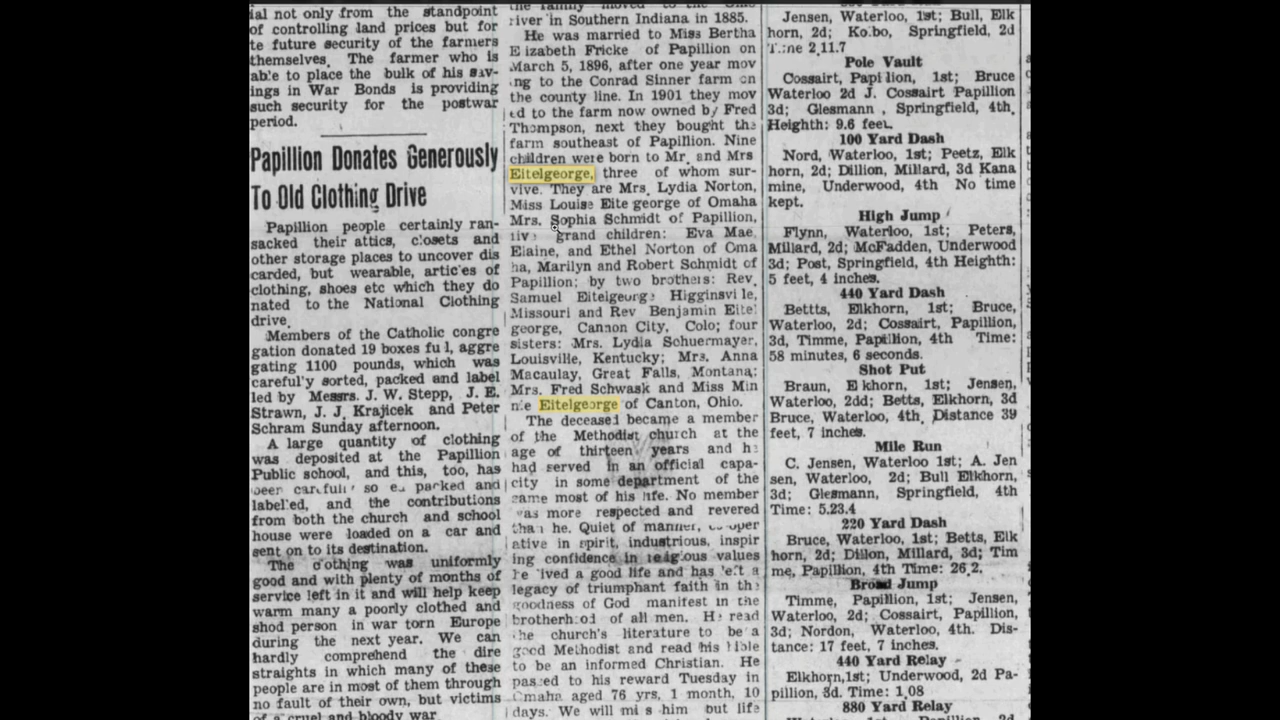 ial not only from the standpoint
of controlling land prices but for
te future security of the farmers
themselves. The farmer who is
able to place the bulk of his sav-
ings in War Bonds is providing
such security for the postwar
period.
Papillion Donates Generously
To Old Clothing Drive
Papillion people certainly ran-
sacked their attics, closets and
other storage places to uncover dis
carded, but wearable, artic'es of
clothing, shoes etc which they do
nated to the National Clothing
drive.
Members of the Catholic congre
gation donated 19 boxes fu l, aggre
gating 1100 pounds, which was
careful'y sorted, packed and label
led by Messrs. J. W. Stepp, J. E.
Strawn, J. J. Krajicek and Peter
Schram Sunday afternoon.
A large quantity of clothing
was deposited at the Papillion
Public school, and this, too, has
been packed and
label'ed, and the contributions
from both the church and school
house were loaded on a car and
sent on to its destination.
The c'othing was uniformly
good and with plenty of months of
service left in it and will help keep
warm many a poorly clothed and
shod person in war torn Europe
during the next year. We can
hardly comprehend the dire
straights in which many of these
people are in most of them through
no fault of their own, but victims
of a cruel and bloody war
the family moved to the Ohio
river in Southern Indiana in 1885.
He was married to Miss Bertha
E izabeth Fricke of Papillion on
March 5, 1896, after one year mov
ing to the Conrad Sinner farm on
the county line. In 1901 they mov
ed to the farm now owned by Fred
Thompson, next they bought the
farm southeast of Papillion. Nine
children were born to Mr. and Mrs
Eitelgeorge, three of whom sur-
vive. They are Mrs. Lydia Norton,
Miss Louise Eite george of Omaha
Mrs. Sophia Schmidt of Papillion,
grand children: Eva Mae,
Elaine, and Ethel Norton of Oma
ha, Marilyn and Robert Schmidt of
Papillion; by two brothers: Rev.
Samuel Eitelgeorge Higginsvi le,
Missouri and Rev Benjamin Eite'
george, Cannon City, Colo; four
sisters: Mrs. Lydia Schuermayer,
Louisville, Kentucky; Mrs. Anna
Macaulay, Great Falls, Montana;
Mrs. Fred Schwask and Miss Min
nie Eitelgeorge of Canton, Ohio.
The deceased became a member
of the Methodist church at the
age of thirteen years and he
had served in an official capa-
city in some department of the
same most of his life. No member
was more respected and revered
than he. Quiet of manner, co-oper
ative in spirit, industrious, inspir
ing confidence in religious values
he 'ived a good life and has 'eft a
legacy of triumphant faith in the
goodness of God manifest in the
brotherhood of all men. He read
the church's literature to be a
good Methodist and read his Bible
to be an informed Christian. He
passed to his reward Tuesday in
Omaha aged 76 yrs, 1 month, 10
days. We will mi s him but life
Jensen, Waterloo, 1st; Bull, Elk
horn, 2d; Kobo, Springfield, 2d
Time 2.11.7
Pole Vault
Cossairt, Papi lion, 1st; Bruce
Waterloo 2d J. Cossairt Papillion
3d; Glesmann , Springfield, 4th.
Heighth: 9.6 feet.
100 Yard Dash
Nord, Waterloo, 1st; Peetz, Elk
horn, 2d; Dillion, Millard, 3d Kana
mine, Underwood, 4th No time
kept.
High Jump
Flynn, Waterloo, 1st; Peters,
Millard, 2d; McFadden, Underwood
3d; Post, Springfield, 4th Heighth:
5 feet, 4 inches.
440 Yard Dash
Bettts, Elkhorn, 1st; Bruce,
Waterloo, 2d; Cossairt, Papillion,
3d, Timme, Papillion, 4th Time:
58 minutes, 6 seconds.
Shot Put
Braun, E khorn, 1st; Jensen,
Waterloo, 2dd; Betts, Elkhorn, 3d
Bruce, Waterloo, 4th. Distance 39
feet, 7 inches.
Mile Run
C. Jensen, Waterloo 1st; A. Jen
sen, Waterloo, 2d; Bull Elkhorn,
3d; Glesmann, Springfield, 4th
Time: 5.23.4
220 Yard Dash
Bruce, Waterloo, 1st; Betts, Elk
horn, 2d; Dillon, Millard, 3d; Tim
me, Papillion, 4th Time: 26.2.
Broad Jump
Timme, Papillion, 1st; Jensen,
Waterloo, 2d; Cossairt, Papillion,
3d; Nordon, Waterloo, 4th. Dis-
tance: 17 feet, 7 inches.
440 Yard Relay
Elkhorn,1st; Underwood, 2d Pa-
pillion, 3d. Time: 1.08
880 Yard Relay